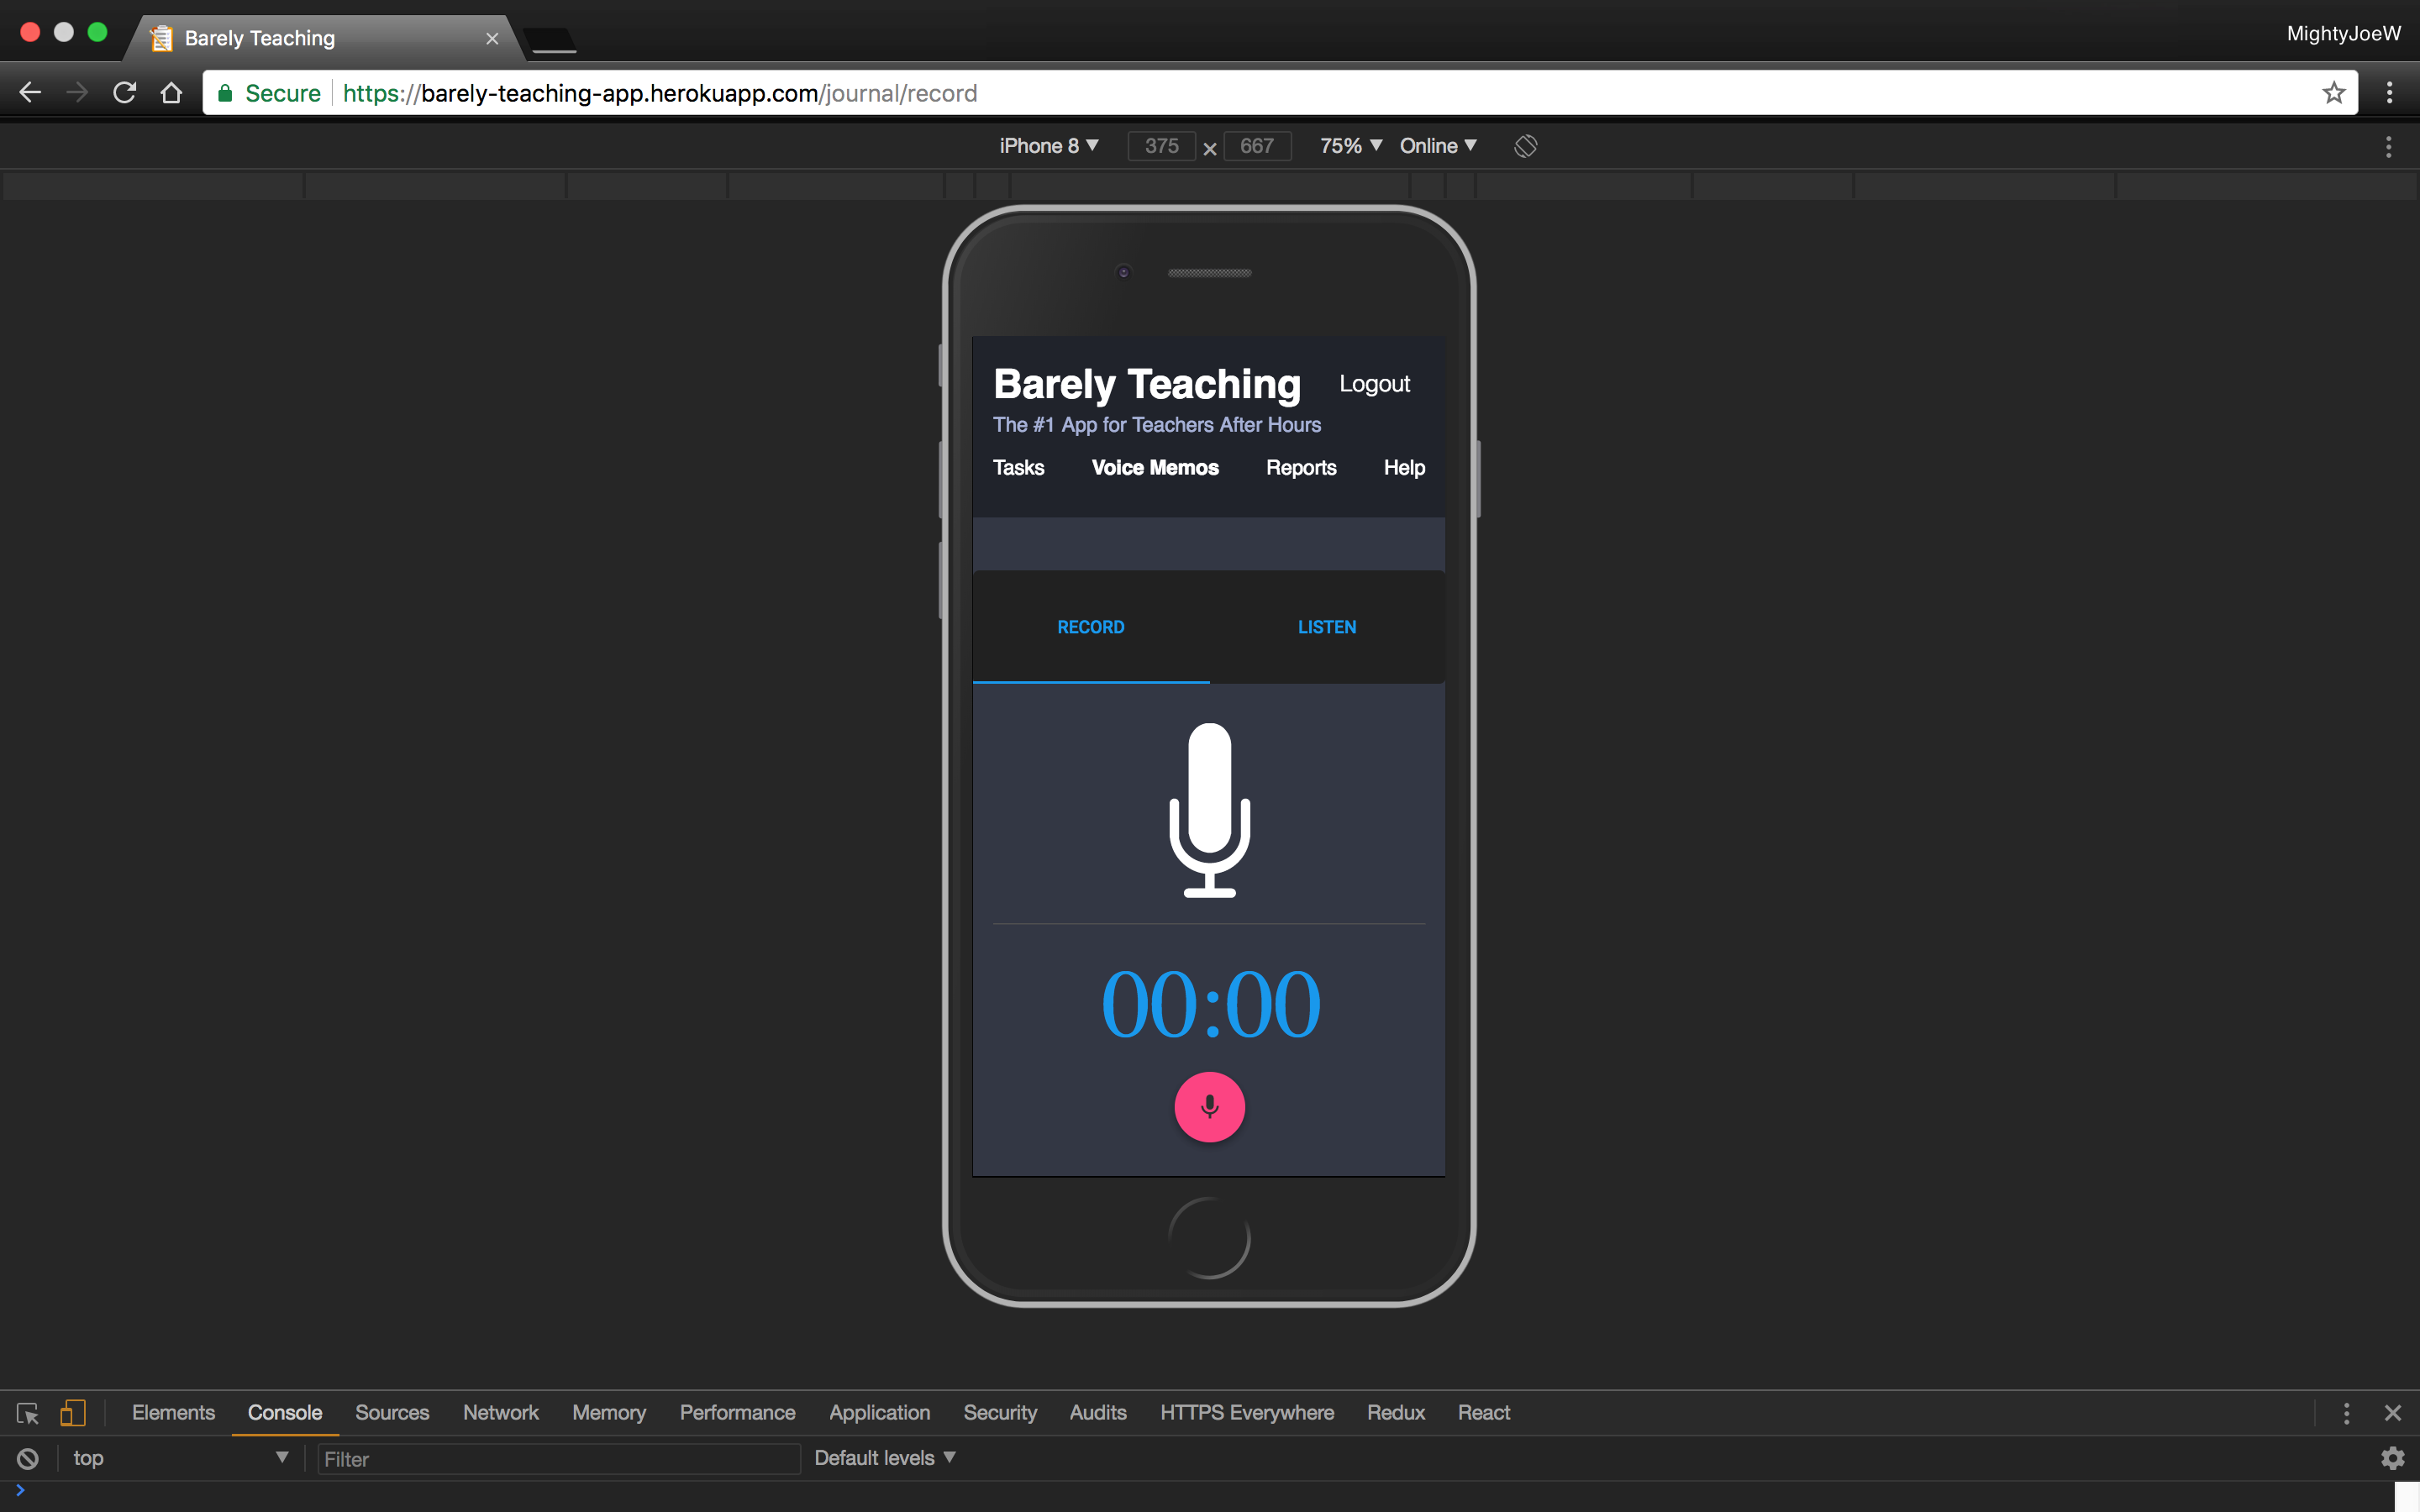 Barely Teaching
MightyJoeW
Secure https://barely-teaching-app.herokuapp.com/journal/record
iPhone 8 375 × 667 75% Online
Barely Teaching Logout
The #1 App for Teachers After Hours
Tasks Voice Memos Reports Help
RECORD LISTEN
00:00
Elements Console Sources Network Memory Performance Application Security Audits HTTPS Everywhere Redux React
top Filter Default levels